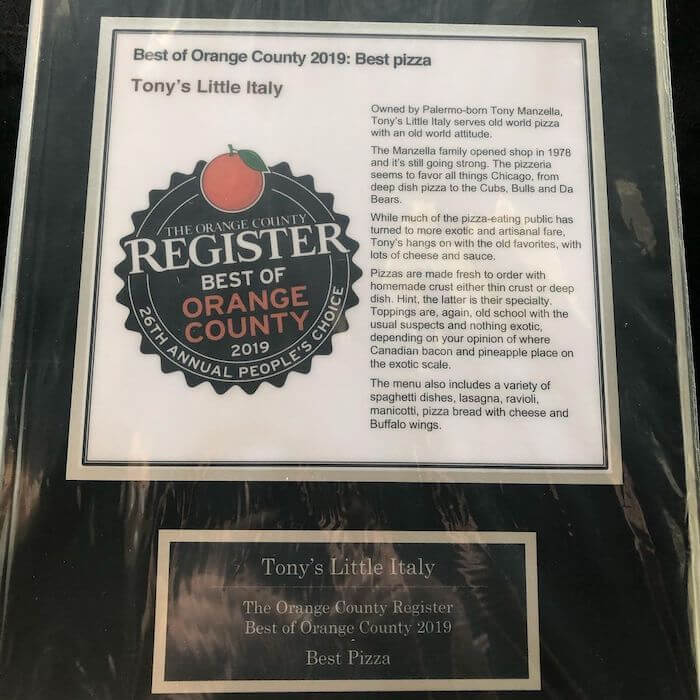 Best of Orange County 2019: Best pizza
Tony's Little Italy
Owned by Palermo-born Tony Manzella,
Tony's Little Italy serves old world pizza
with an old world attitude.
The Manzella family opened shop in 1978
and it's still going strong. The pizzeria
seems to favor all things Chicago, from
deep dish pizza to the Cubs, Bulls and Da
Bears.
While much of the pizza-eating public has
turned to more exotic and artisanal fare,
Tony's hangs on with the old favorites, with
lots of cheese and sauce.
Pizzas are made fresh to order with
homemade crust either thin crust or deep
dish. Hint, the latter is their specialty.
Toppings are, again, old school with the
usual suspects and nothing exotic,
depending on your opinion of where
Canadian bacon and pineapple place on
the exotic scale.
The menu also includes a variety of
spaghetti dishes, lasagna, ravioli,
manicotti, pizza bread with cheese and
Buffalo wings.
THE ORANGE COUNTY
REGISTER
BEST OF
ORANGE
COUNTY
2019
26TH ANNUAL PEOPLE'S CHOICE
Tony's Little Italy
The Orange County Register
Best of Orange County 2019
Best Pizza